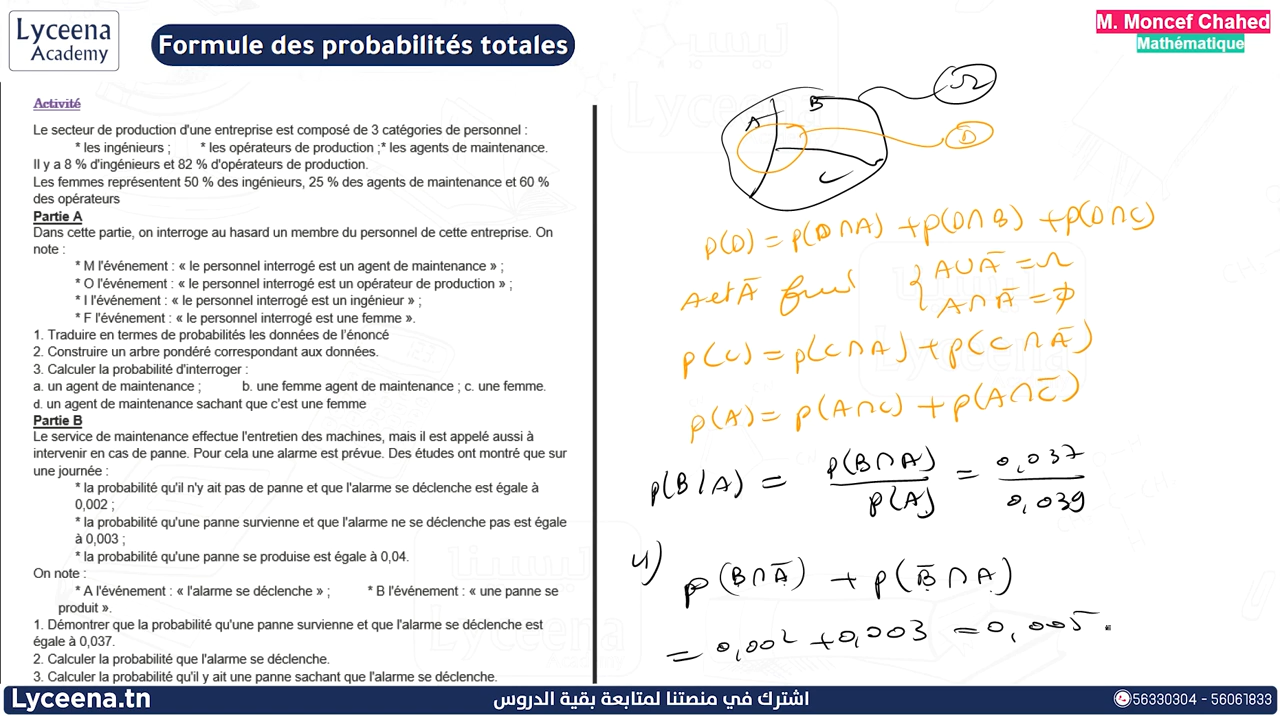 Lyceena
Academy
Formule des probabilités totales
M. Moncef Chahed
Mathématique
Activité
Le secteur de production d'une entreprise est composé de 3 catégories de personnel :
* les ingénieurs ; * les opérateurs de production ;* les agents de maintenance.
Il y a 8 % d'ingénieurs et 82 % d'opérateurs de production.
Les femmes représentent 50 % des ingénieurs, 25 % des agents de maintenance et 60 %
des opérateurs
Partie A
Dans cette partie, on interroge au hasard un membre du personnel de cette entreprise. On
note :
* M l'événement : « le personnel interrogé est un agent de maintenance » ;
* O l'événement : « le personnel interrogé est un opérateur de production » ;
* I l'événement : « le personnel interrogé est un ingénieur » ;
* F l'événement : « le personnel interrogé est une femme ».
1. Traduire en termes de probabilités les données de l'énoncé
2. Construire un arbre pondéré correspondant aux données.
3. Calculer la probabilité d'interroger :
a. un agent de maintenance ; b. une femme agent de maintenance ; c. une femme.
d. un agent de maintenance sachant que c'est une femme
Partie B
Le service de maintenance effectue l'entretien des machines, mais il est appelé aussi à
intervenir en cas de panne. Pour cela une alarme est prévue. Des études ont montré que sur
une journée :
* la probabilité qu'il n'y ait pas de panne et que l'alarme se déclenche est égale à
0,002 ;
* la probabilité qu'une panne survienne et que l'alarme ne se déclenche pas est égale
à 0,003 ;
* la probabilité qu'une panne se produise est égale à 0,04.
On note :
* A l'événement : « l'alarme se déclenche » ; * B l'événement : « une panne se
produit ».
1. Démontrer que la probabilité qu'une panne survienne et que l'alarme se déclenche est
égale à 0,037.
2. Calculer la probabilité que l'alarme se déclenche.
3. Calculer la probabilité qu'il y ait une panne sachant que l'alarme se déclenche.
A B Ω
D
C
p(D) = p(D∩A) + p(D∩B) + p(D∩C)
A et Ā { A∪Ā = Ω
A∩Ā = ∅
p(C) = p(C∩A) + p(C∩Ā)
p(A) = p(A∩C) + p(A∩C̄)
p(B/A) = p(B∩A) / p(A) = 0,037 / 0,039
4)
p(B∩Ā) + p(B̄∩A)
= 0,002 + 0,003 = 0,005.
Lyceena.tn
اشترك في منصتنا لمتابعة بقية الدروس
56330304 - 56061833